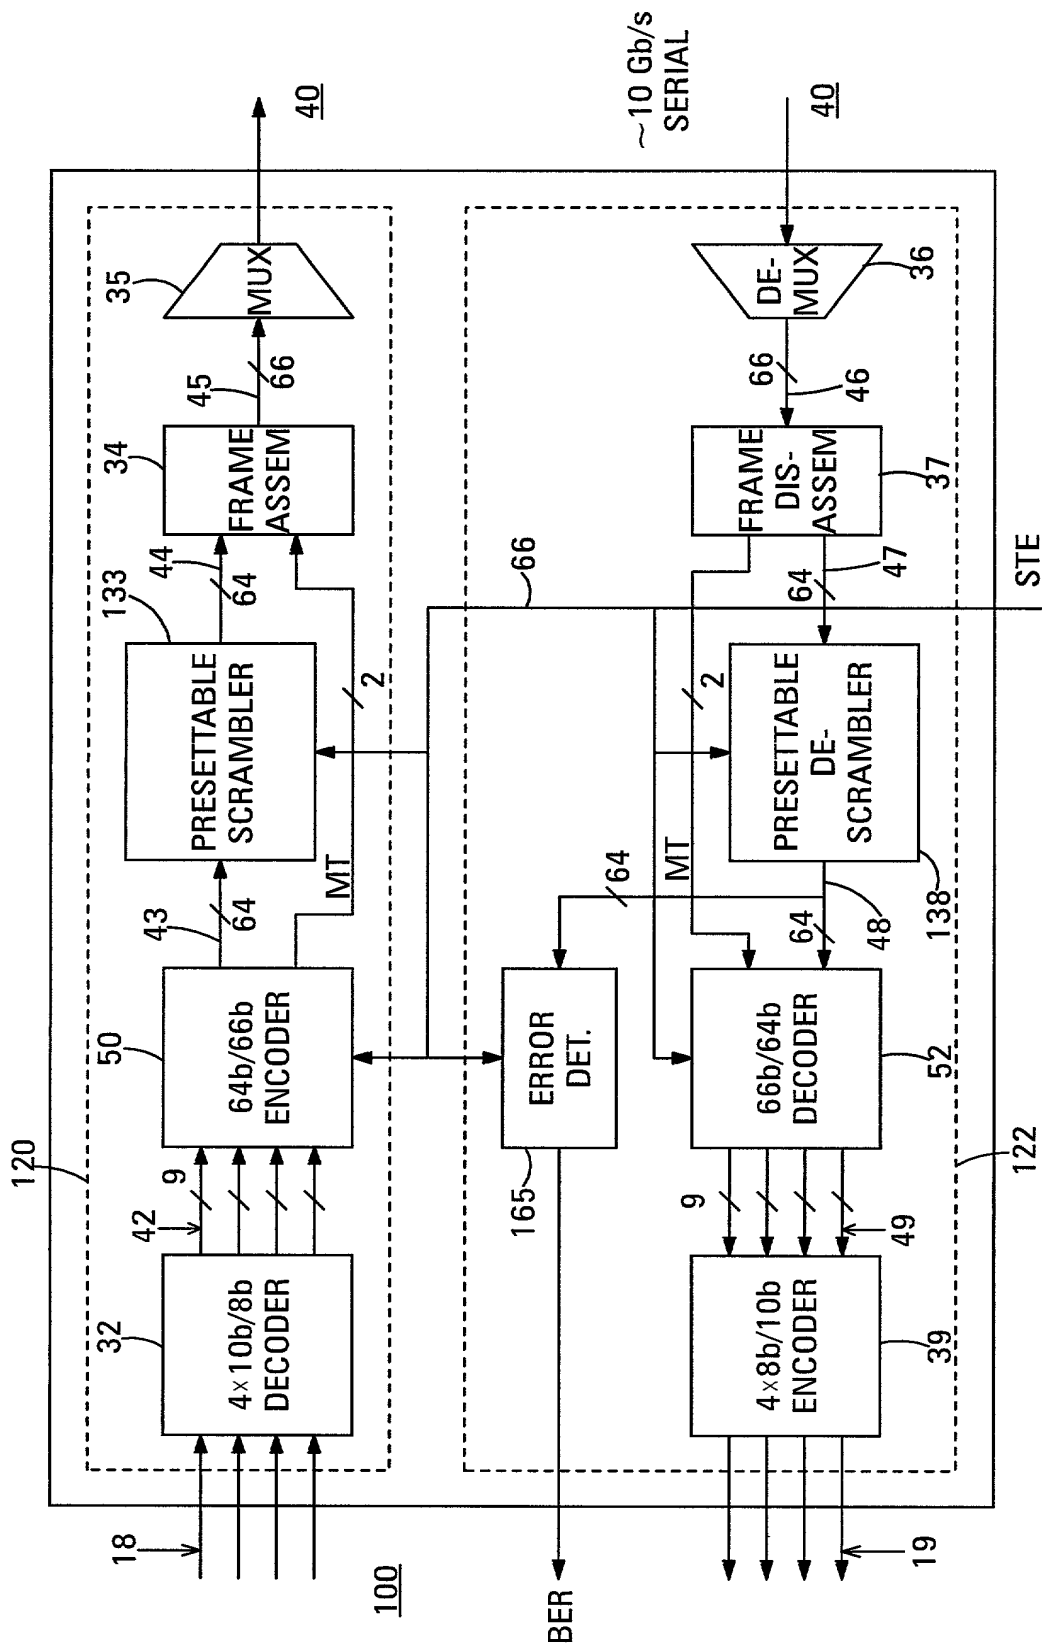 100
18
120
32
4×10b/8b
DECODER
42
9
50
64b/66b
ENCODER
43
64
MT
133
PRESETTABLE
SCRAMBLER
2
44
64
34
FRAME
ASSEM
45
66
35
MUX
40
BER
165
ERROR
DET.
64
66
STE
19
39
4×8b/10b
ENCODER
49
9
122
52
66b/64b
DECODER
48
64
MT
138
PRESETTABLE
DE-
SCRAMBLER
2
47
64
37
FRAME
DIS-
ASSEM
46
66
36
DE-
MUX
40
~10 Gb/s
SERIAL